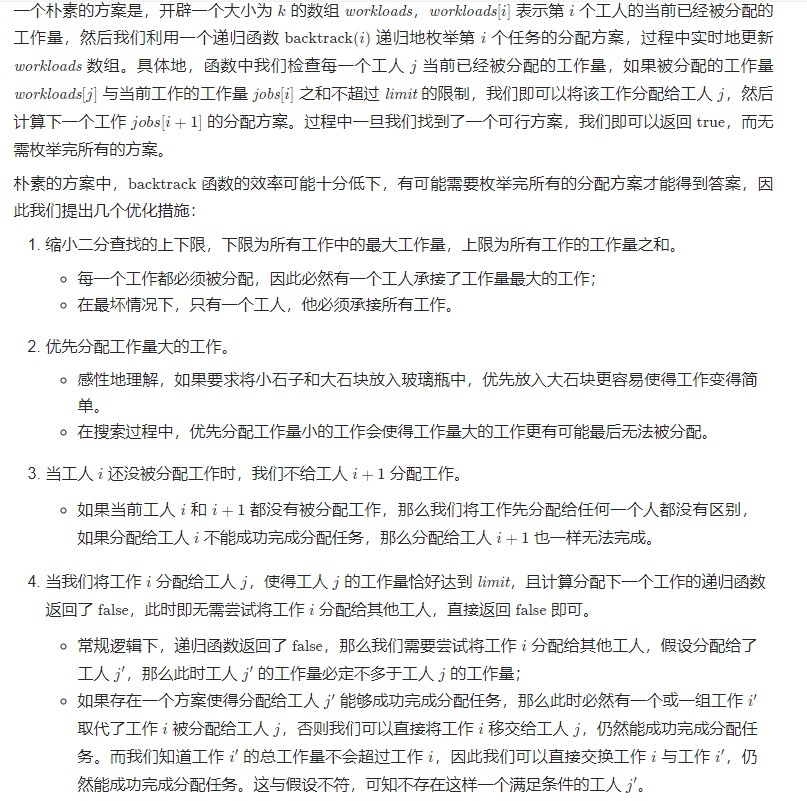 一个朴素的方案是，开辟一个大小为 k 的数组 workloads，workloads[i] 表示第 i 个工人的当前已经被分配的
工作量，然后我们利用一个递归函数 backtrack(i) 递归地枚举第 i 个任务的分配方案，过程中实时地更新
workloads 数组。具体地，函数中我们检查每一个工人 j 当前已经被分配的工作量，如果被分配的工作量
workloads[j] 与当前工作的工作量 jobs[i] 之和不超过 limit 的限制，我们即可以将该工作分配给工人 j，然后
计算下一个工作 jobs[i + 1] 的分配方案。过程中一旦我们找到了一个可行方案，我们即可以返回 true，而无
需枚举完所有的方案。
朴素的方案中，backtrack 函数的效率可能十分低下，有可能需要枚举完所有的分配方案才能得到答案，因
此我们提出几个优化措施：
1. 缩小二分查找的上下限，下限为所有工作中的最大工作量，上限为所有工作的工作量之和。
◦ 每一个工作都必须被分配，因此必然有一个工人承接了工作量最大的工作；
◦ 在最坏情况下，只有一个工人，他必须承接所有工作。
2. 优先分配工作量大的工作。
◦ 感性地理解，如果要求将小石子和大石块放入玻璃瓶中，优先放入大石块更容易使得工作变得简
单。
◦ 在搜索过程中，优先分配工作量小的工作会使得工作量大的工作更有可能最后无法被分配。
3. 当工人 i 还没被分配工作时，我们不给工人 i + 1 分配工作。
◦ 如果当前工人 i 和 i + 1 都没有被分配工作，那么我们将工作先分配给任何一个人都没有区别，
如果分配给工人 i 不能成功完成分配任务，那么分配给工人 i + 1 也一样无法完成。
4. 当我们将工作 i 分配给工人 j，使得工人 j 的工作量恰好达到 limit，且计算分配下一个工作的递归函数
返回了 false，此时即无需尝试将工作 i 分配给其他工人，直接返回 false 即可。
◦ 常规逻辑下，递归函数返回了 false，那么我们需要尝试将工作 i 分配给其他工人，假设分配给了
工人 j′，那么此时工人 j′ 的工作量必定不多于工人 j 的工作量；
◦ 如果存在一个方案使得分配给工人 j′ 能够成功完成分配任务，那么此时必然有一个或一组工作 i′
取代了工作 i 被分配给工人 j，否则我们可以直接将工作 i 移交给工人 j，仍然能成功完成分配任
务。而我们知道工作 i′ 的总工作量不会超过工作 i，因此我们可以直接交换工作 i 与工作 i′，仍
然能成功完成分配任务。这与假设不符，可知不存在这样一个满足条件的工人 j′。